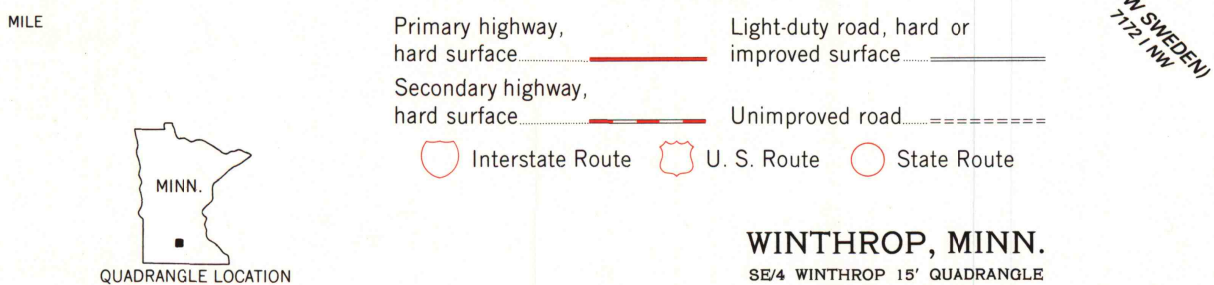 MILE
Primary highway,
hard surface
Light-duty road, hard or
improved surface
Secondary highway,
hard surface
Unimproved road
Interstate Route
U. S. Route
State Route
SWEDEN)
7172 I NW
MINN.
QUADRANGLE LOCATION
WINTHROP, MINN.
SE/4 WINTHROP 15' QUADRANGLE